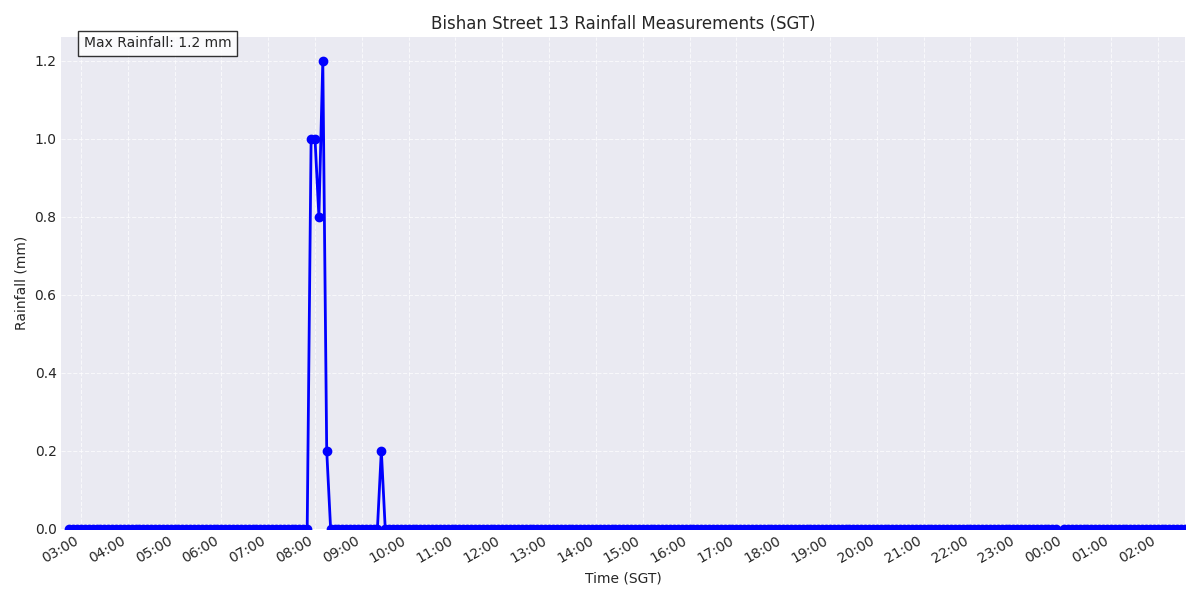 Bishan Street 13 Rainfall Measurements (SGT)
Max Rainfall: 1.2 mm
1.2
1.0
0.8
0.6
0.4
0.2
0.0
Rainfall (mm)
03:00 04:00 05:00 06:00 07:00 08:00 09:00 10:00 11:00 12:00 13:00 14:00 15:00 16:00 17:00 18:00 19:00 20:00 21:00 22:00 23:00 00:00 01:00 02:00
Time (SGT)